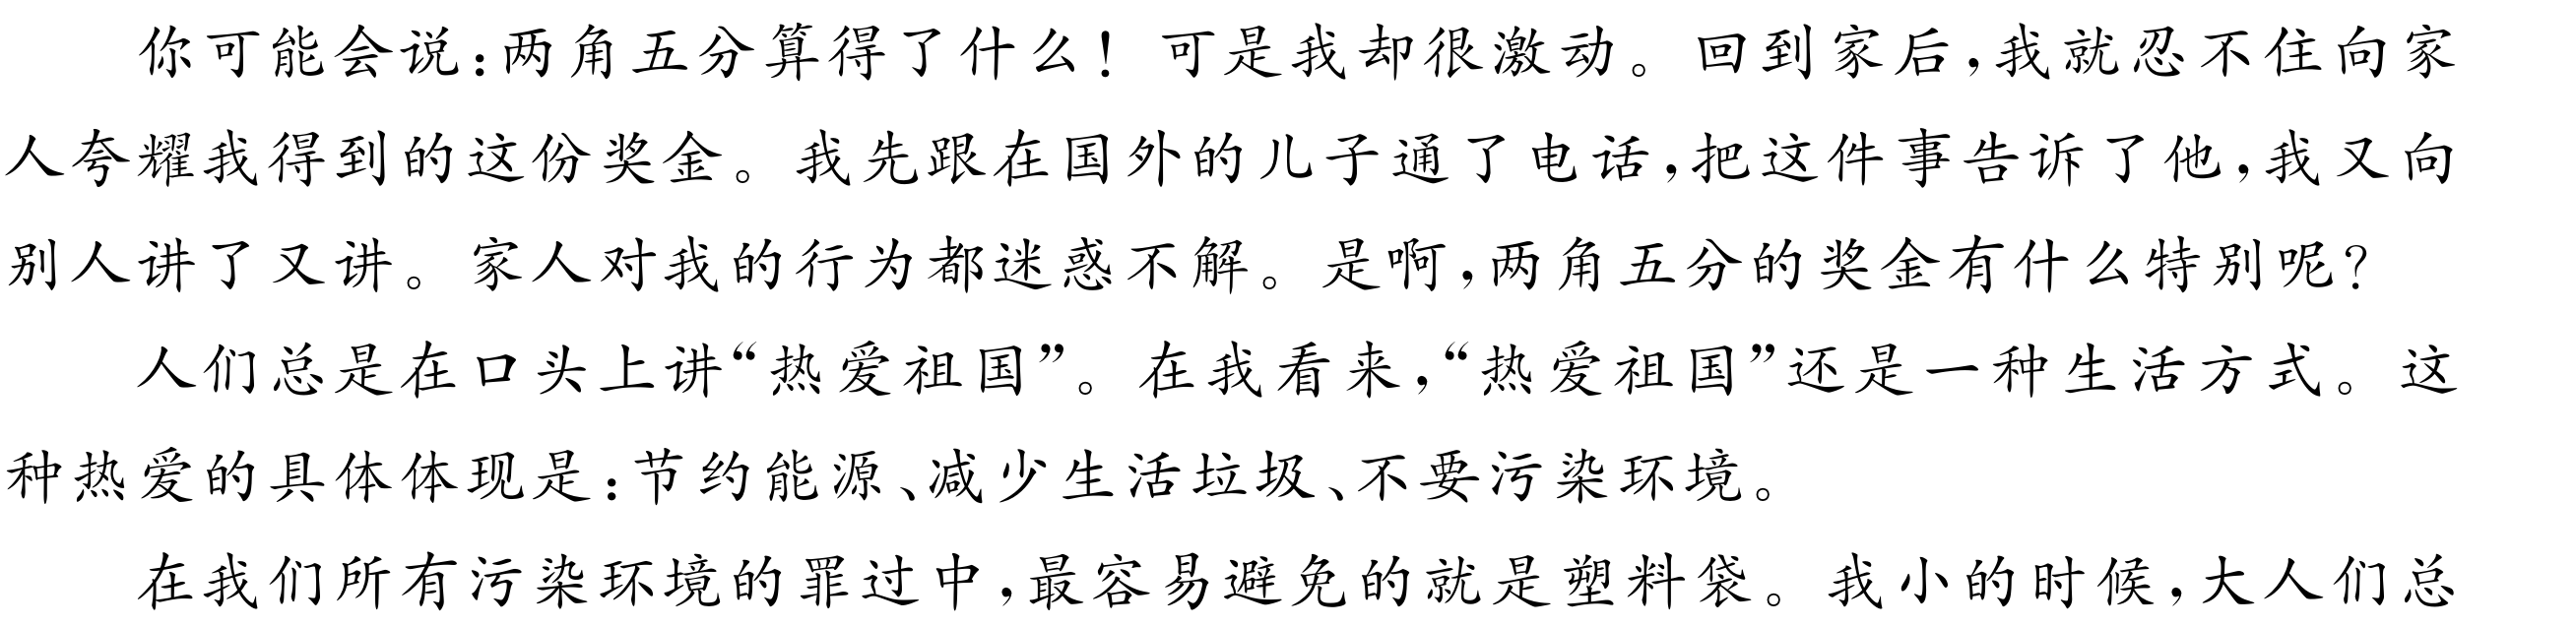 你可能会说:两角五分算得了什么! 可是我却很激动。回到家后,我就忍不住向家
人夸耀我得到的这份奖金。我先跟在国外的儿子通了电话,把这件事告诉了他,我又向
别人讲了又讲。家人对我的行为都迷惑不解。是啊,两角五分的奖金有什么特别呢?
人们总是在口头上讲“热爱祖国”。在我看来,“热爱祖国”还是一种生活方式。这
种热爱的具体体现是:节约能源、减少生活垃圾、不要污染环境。
在我们所有污染环境的罪过中,最容易避免的就是塑料袋。我小的时候,大人们总